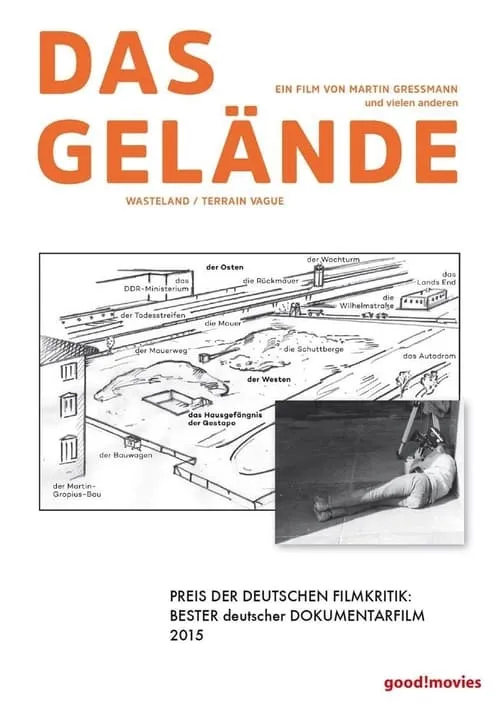 DAS
GELÄNDE
EIN FILM VON MARTIN GRESSMANN
und vielen anderen
WASTELAND / TERRAIN VAGUE
der Wachturm
der Osten
das
DDR-Ministerium
die Rückmauer
das
Lands End
die
Wilhelmstraße
der Todesstreifen
die Mauer
der Mauerweg
die Schuttberge
das Autodrom
der Westen
das Hausgefängnis
der Gestapo
der Bauwagen
der Martin-
Gropius-Bau
PREIS DER DEUTSCHEN FILMKRITIK:
BESTER deutscher DOKUMENTARFILM
2015
good!movies